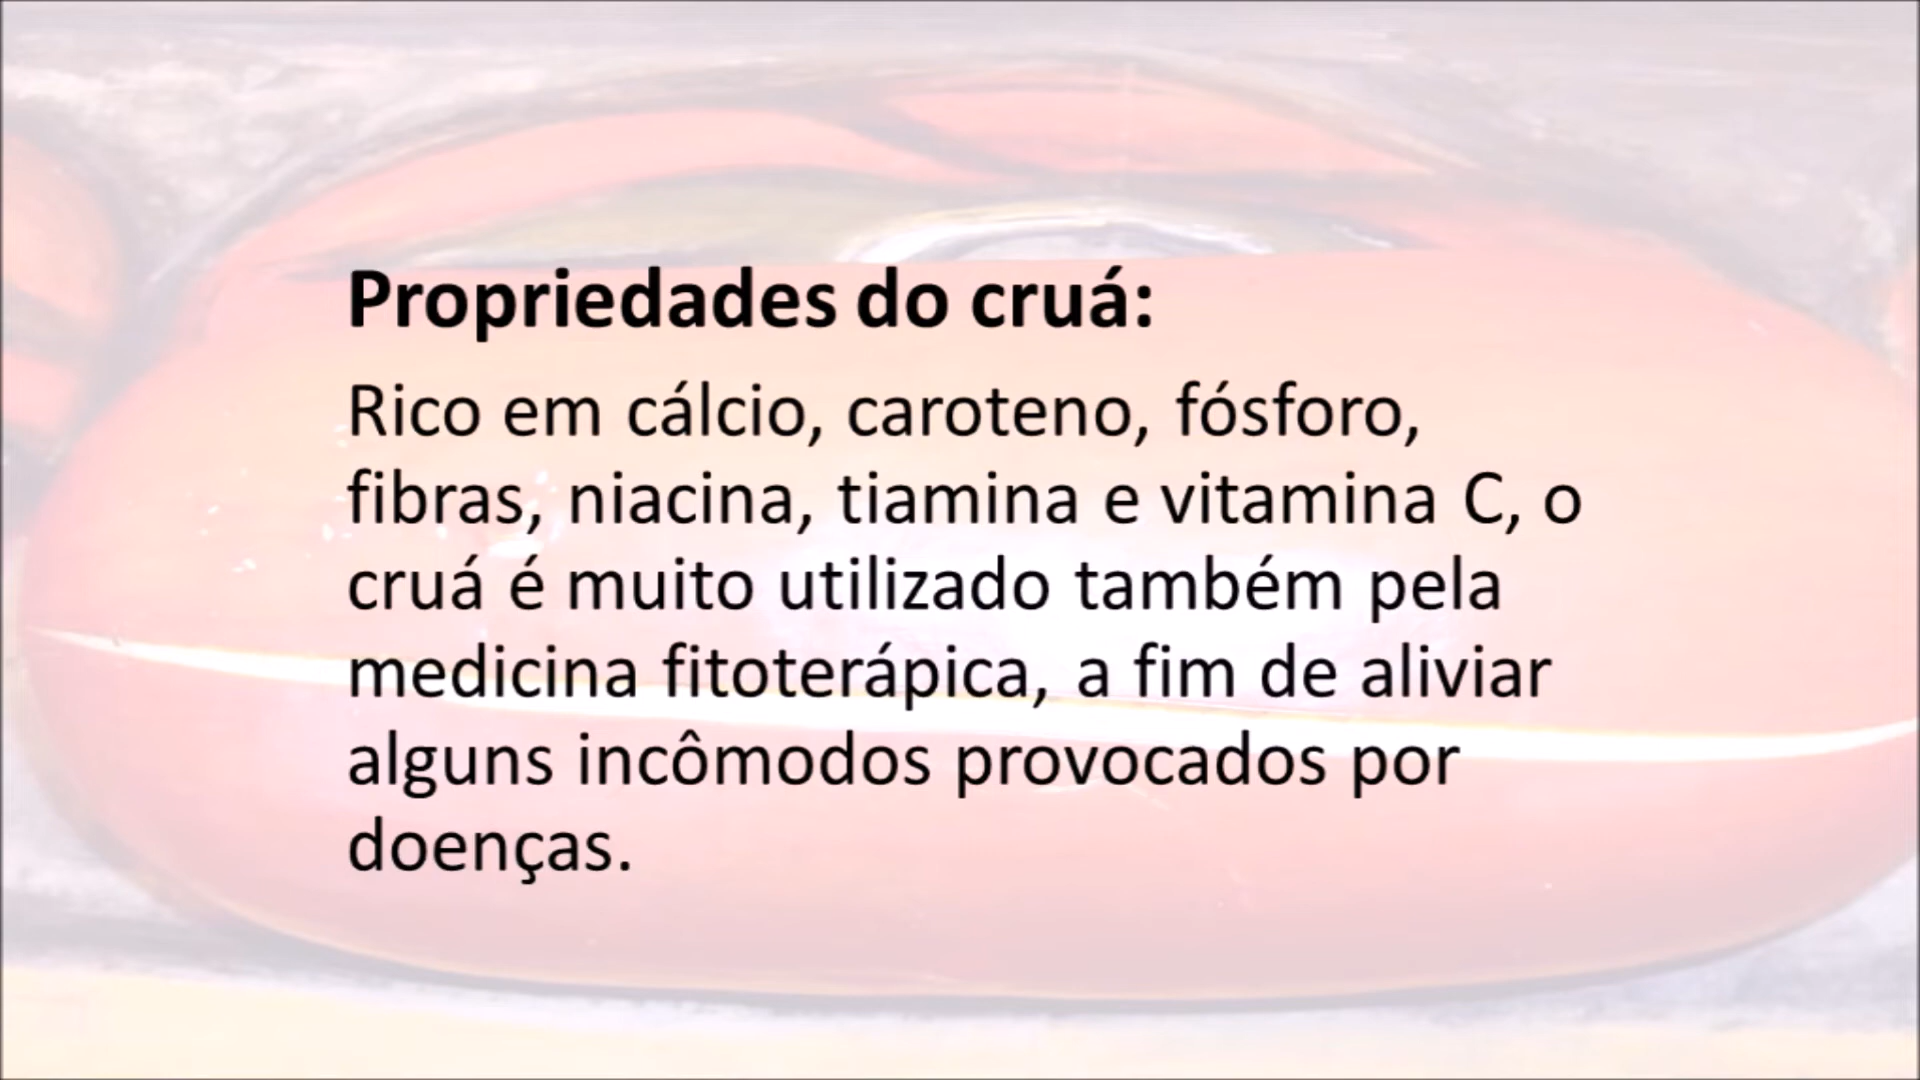 Propriedades do cruá:
Rico em cálcio, caroteno, fósforo,
fibras, niacina, tiamina e vitamina C, o
cruá é muito utilizado também pela
medicina fitoterápica, a fim de aliviar
alguns incômodos provocados por
doenças.